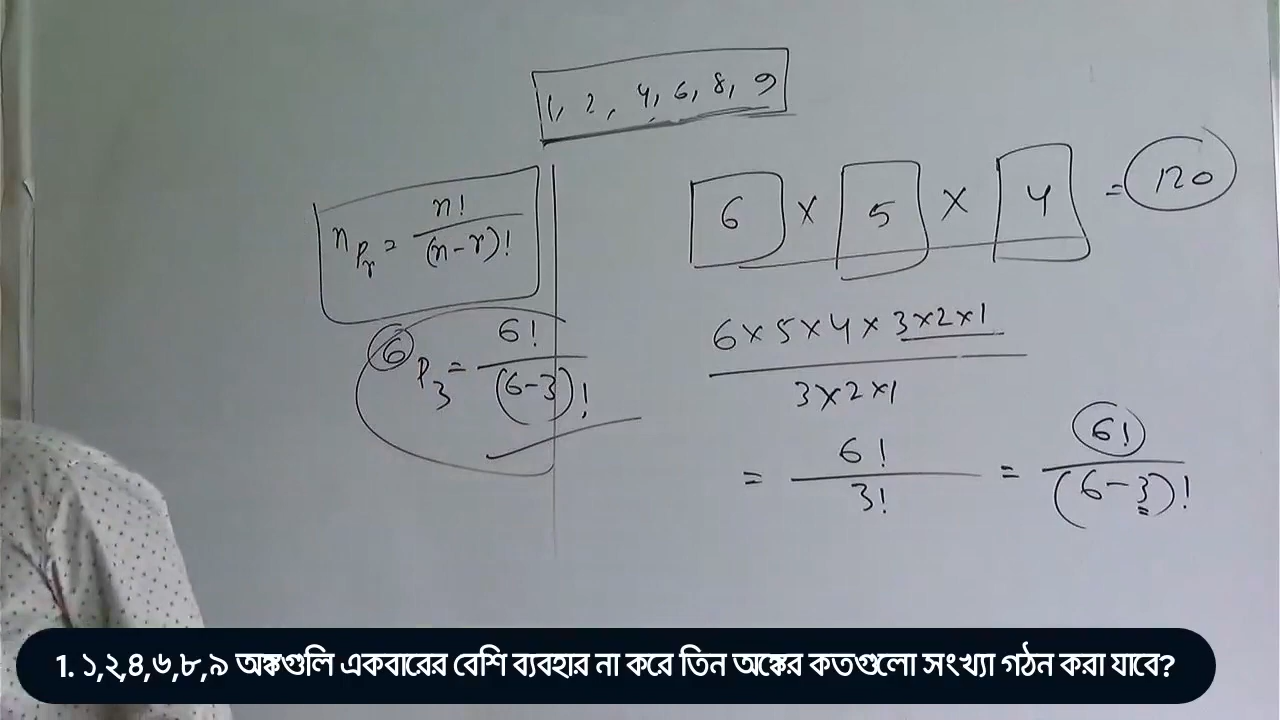 1, 2, 4, 6, 8, 9
nPr = n! / (n-r)!
6P3 = 6! / (6-3)!
6 × 5 × 4 = 120
6×5×4×3×2×1 / 3×2×1
= 6! / 3! = 6! / (6-3)!
1. ১,২,৪,৬,৮,৯ অঙ্কগুলি একবারের বেশি ব্যবহার না করে তিন অঙ্কের কতগুলো সংখ্যা গঠন করা যাবে?